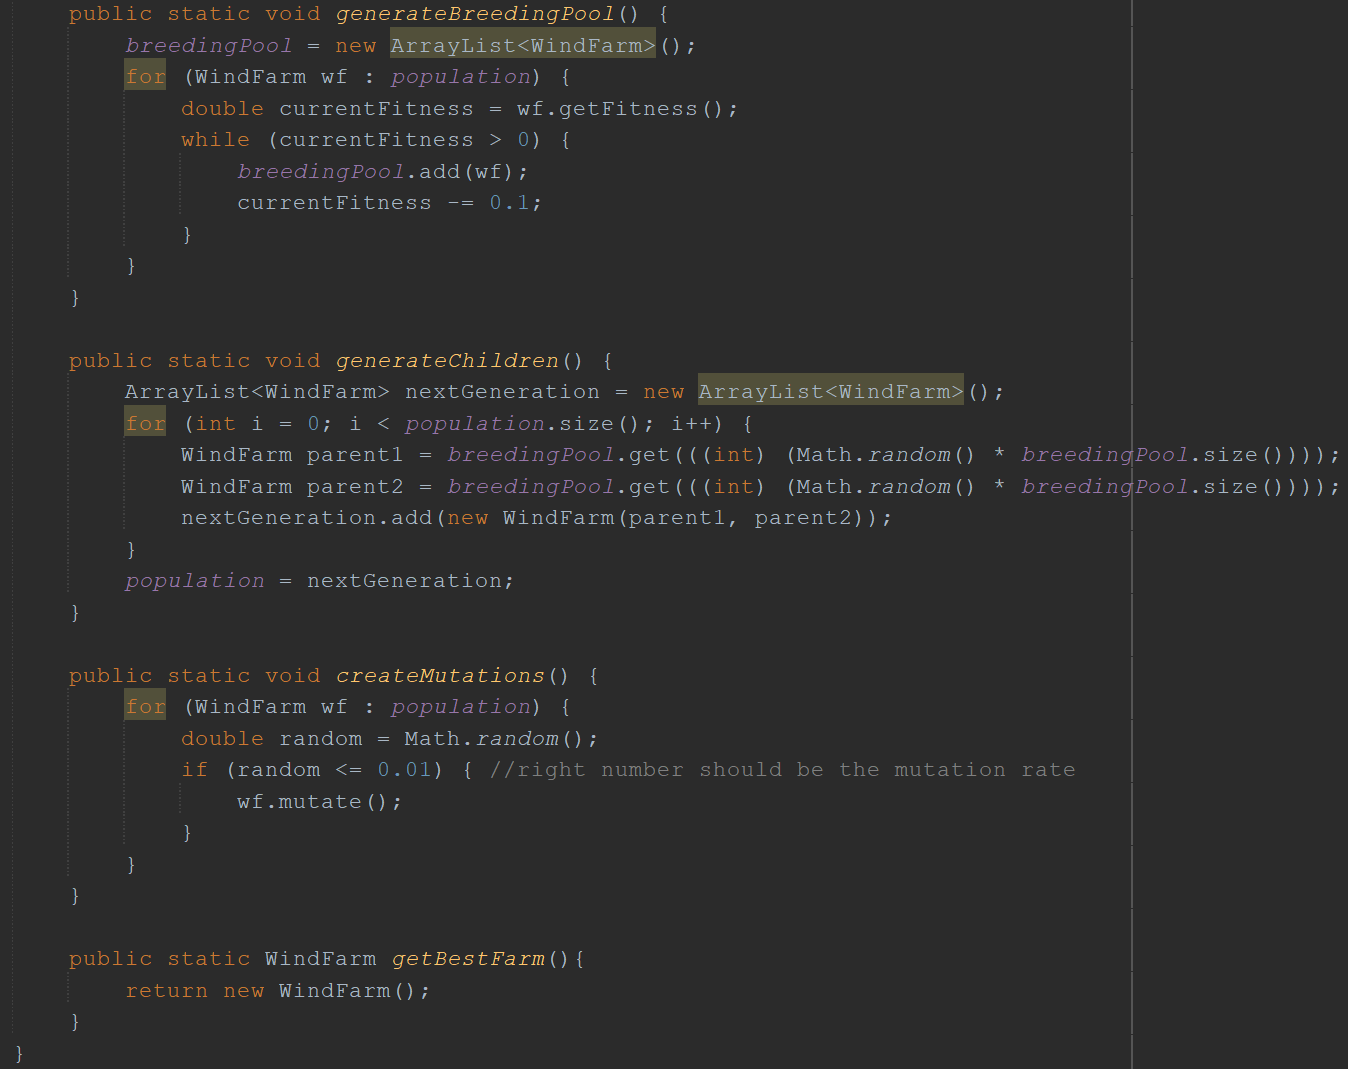 public static void generateBreedingPool() {
breedingPool = new ArrayList<WindFarm>();
for (WindFarm wf : population) {
double currentFitness = wf.getFitness();
while (currentFitness > 0) {
breedingPool.add(wf);
currentFitness -= 0.1;
}
}
}
public static void generateChildren() {
ArrayList<WindFarm> nextGeneration = new ArrayList<WindFarm>();
for (int i = 0; i < population.size(); i++) {
WindFarm parent1 = breedingPool.get(((int) (Math.random() * breedingPool.size())));
WindFarm parent2 = breedingPool.get(((int) (Math.random() * breedingPool.size())));
nextGeneration.add(new WindFarm(parent1, parent2));
}
population = nextGeneration;
}
public static void createMutations() {
for (WindFarm wf : population) {
double random = Math.random();
if (random <= 0.01) { //right number should be the mutation rate
wf.mutate();
}
}
}
public static WindFarm getBestFarm(){
return new WindFarm();
}
}